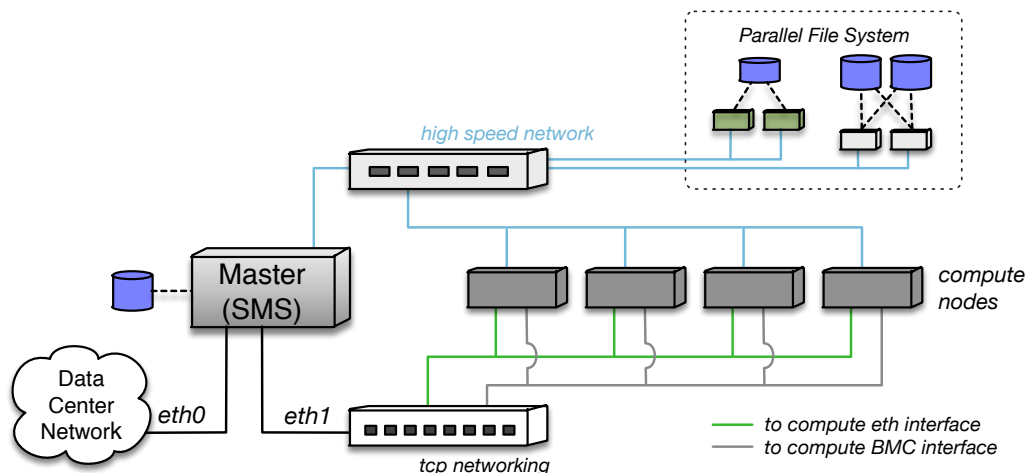 Parallel File System
high speed network
Master
(SMS)
compute
nodes
Data
Center
Network
eth0
eth1
to compute eth interface
to compute BMC interface
tcp networking